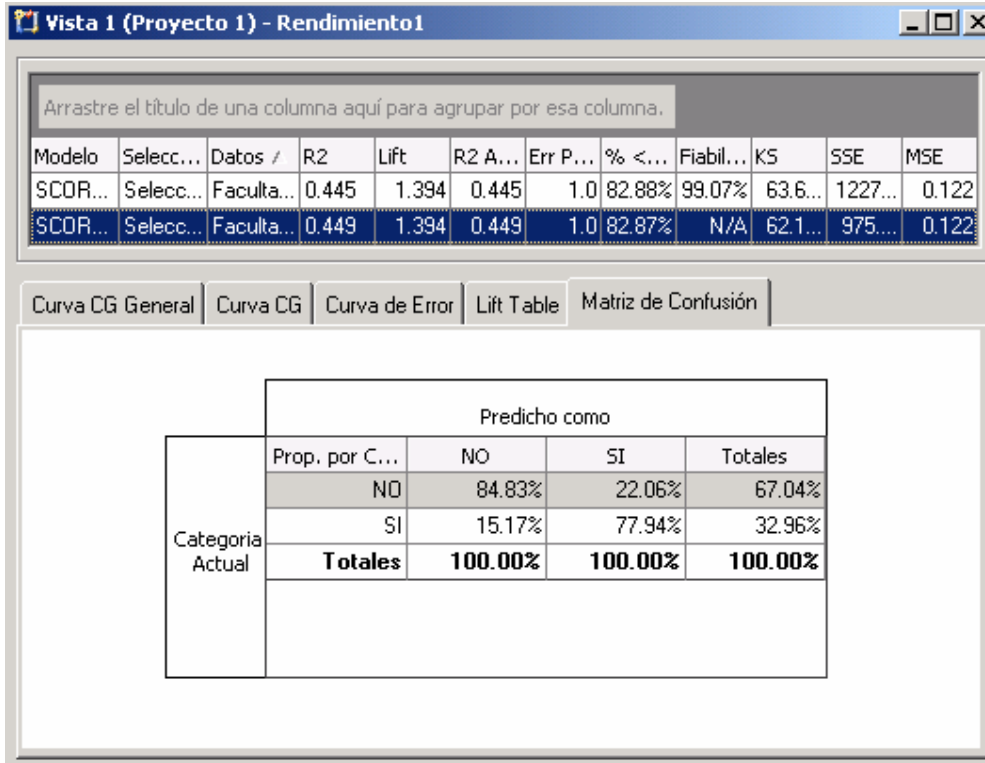 Vista 1 (Proyecto 1) - Rendimiento1
Arrastre el título de una columna aquí para agrupar por esa columna.
Modelo Selecc... Datos R2 Lift R2 A... Err P... % <... Fiabil... KS SSE MSE
SCOR... Selecc... Faculta... 0.445 1.394 0.445 1.0 82.88% 99.07% 63.6... 1227... 0.122
SCOR... Selecc... Faculta... 0.449 1.394 0.449 1.0 82.87% N/A 62.1... 975.... 0.122
Curva CG General Curva CG Curva de Error Lift Table Matriz de Confusión
Predicho como
Prop. por C... NO SI Totales
NO 84.83% 22.06% 67.04%
SI 15.17% 77.94% 32.96%
Categoria Actual
Totales 100.00% 100.00% 100.00%